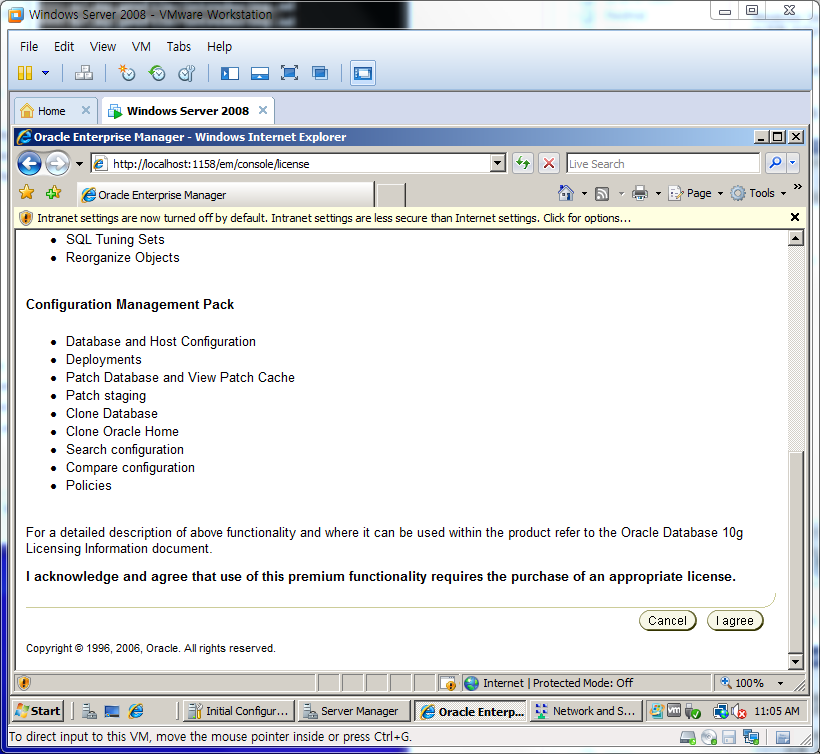 Windows Server 2008 - VMware Workstation
File Edit View VM Tabs Help
Home Windows Server 2008
Oracle Enterprise Manager - Windows Internet Explorer
http://localhost:1158/em/console/license Live Search
Oracle Enterprise Manager Page Tools »
Intranet settings are now turned off by default. Intranet settings are less secure than Internet settings. Click for options...
• SQL Tuning Sets
• Reorganize Objects
Configuration Management Pack
• Database and Host Configuration
• Deployments
• Patch Database and View Patch Cache
• Patch staging
• Clone Database
• Clone Oracle Home
• Search configuration
• Compare configuration
• Policies
For a detailed description of above functionality and where it can be used within the product refer to the Oracle Database 10g
Licensing Information document.
I acknowledge and agree that use of this premium functionality requires the purchase of an appropriate license.
Cancel I agree
Copyright © 1996, 2006, Oracle. All rights reserved.
Internet | Protected Mode: Off 100%
Start Initial Configur... Server Manager Oracle Enterp... Network and S... 11:05 AM
To direct input to this VM, move the mouse pointer inside or press Ctrl+G.